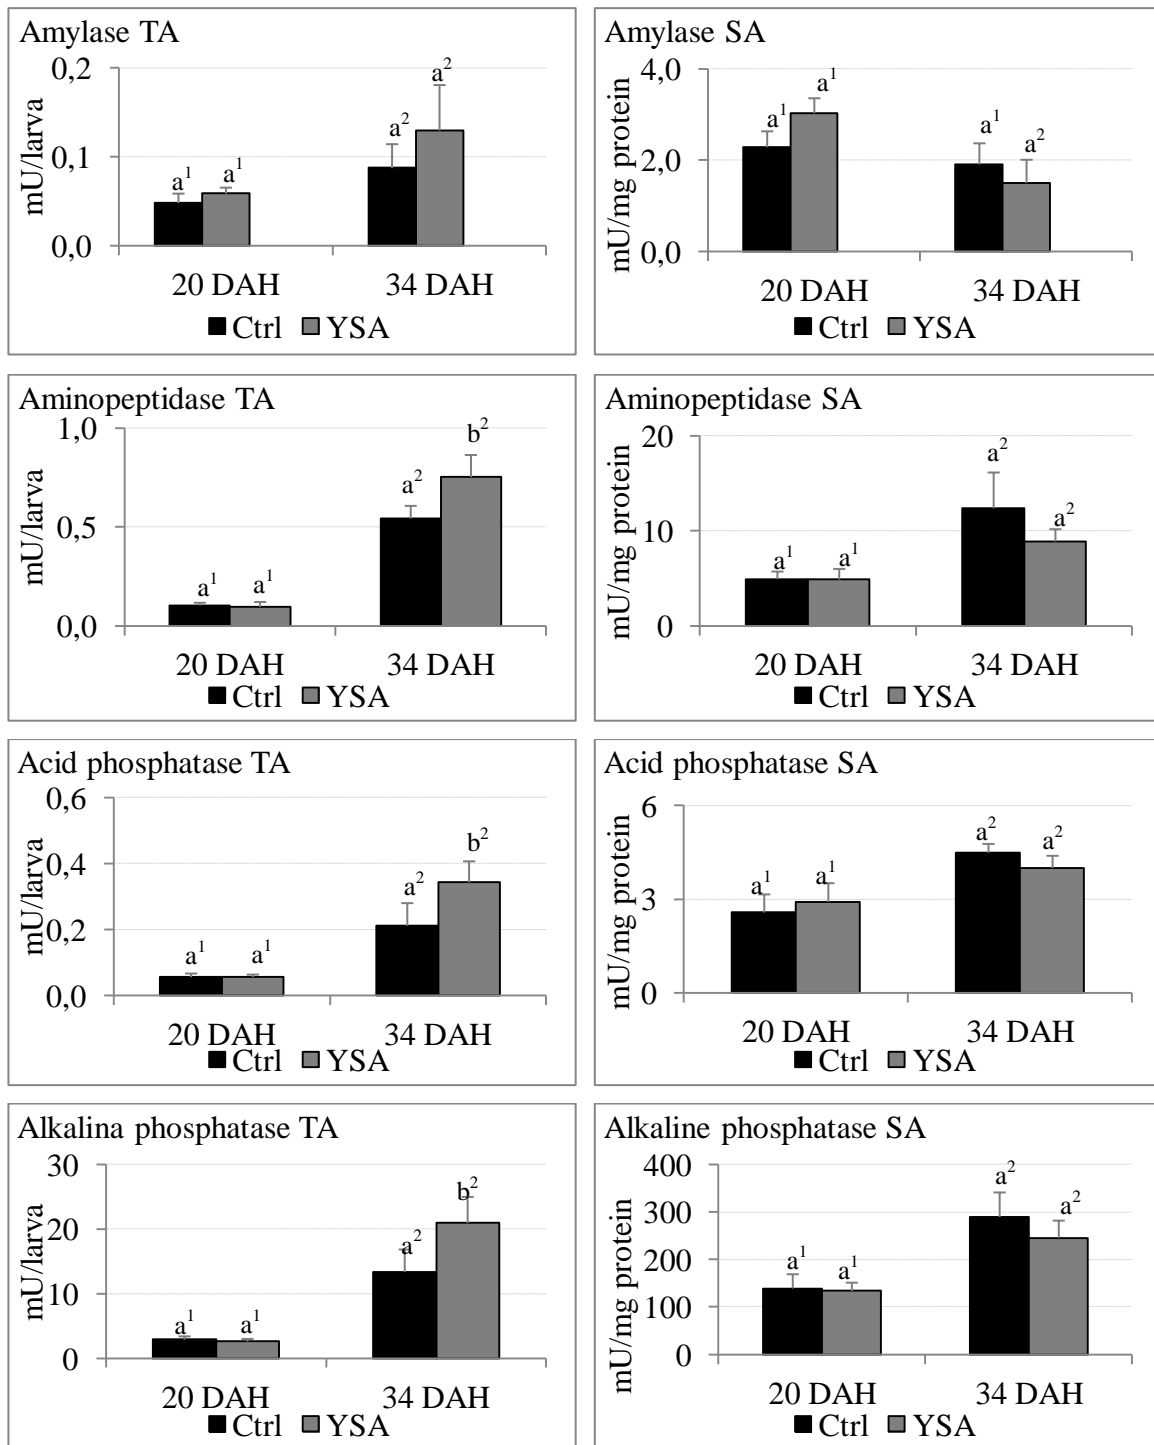 Amylase TA
mU/larva
0,2
0,1
0,0
a¹
a¹
a²
a²
20 DAH
34 DAH
Ctrl
YSA
Amylase SA
mU/mg protein
4,0
2,0
0,0
a¹
a¹
a¹
a²
20 DAH
34 DAH
Ctrl
YSA
Aminopeptidase TA
mU/larva
1,0
0,5
0,0
a¹
a¹
a²
b²
20 DAH
34 DAH
Ctrl
YSA
Aminopeptidase SA
mU/mg protein
20
10
0
a¹
a¹
a²
a²
20 DAH
34 DAH
Ctrl
YSA
Acid phosphatase TA
mU/larva
0,6
0,4
0,2
0,0
a¹
a¹
a²
b²
20 DAH
34 DAH
Ctrl
YSA
Acid phosphatase SA
mU/mg protein
6
3
0
a¹
a¹
a²
a²
20 DAH
34 DAH
Ctrl
YSA
Alkalina phosphatase TA
mU/larva
30
20
10
0
a¹
a¹
a²
b²
20 DAH
34 DAH
Ctrl
YSA
Alkaline phosphatase SA
mU/mg protein
400
300
200
100
0
a¹
a¹
a²
a²
20 DAH
34 DAH
Ctrl
YSA